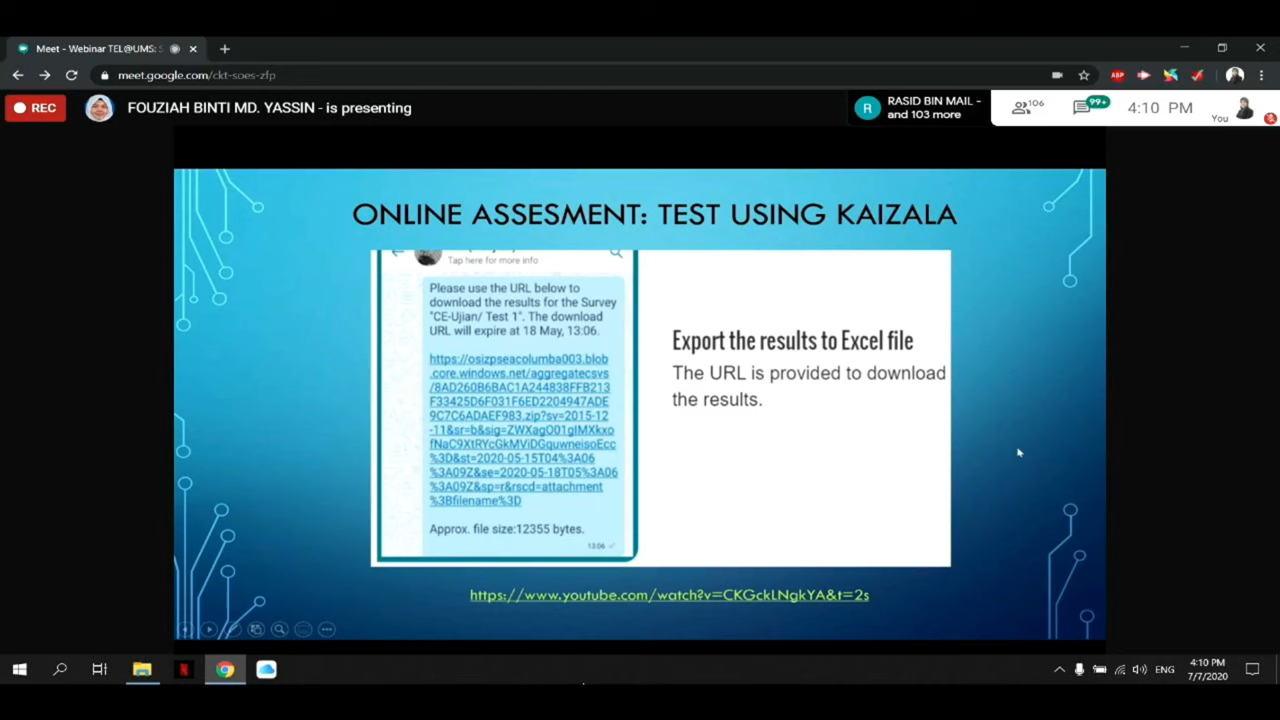 Meet - Webinar TEL@UMS: S
meet.google.com/ckt-soes-zfp
ABP
REC
FOUZIAH BINTI MD. YASSIN - is presenting
R
RASID BIN MAIL -
and 103 more
106
99+
4:10 PM
You
ONLINE ASSESMENT: TEST USING KAIZALA
Tap here for more info
Please use the URL below to
download the results for the Survey
"CE-Ujian/ Test 1". The download
URL will expire at 18 May, 13:06.
https://osizpseacolumba003.blob
.core.windows.net/aggregatecsvs
/8AD260B6BAC1A244838FFB213
F33425D6F031F6ED2204947ADE
9C7C6ADAEF983.zip?sv=2015-12
-11&sr=b&sig=ZWXagO01gIMXkxo
fNaC9XtRYcGkMViDGquwneisoEcc
%3D&st=2020-05-15T04%3A06
%3A09Z&se=2020-05-18T05%3A06
%3A09Z&sp=r&rscd=attachment
%3Bfilename%3D
Approx. file size:12355 bytes.
13:06
Export the results to Excel file
The URL is provided to download
the results.
https://www.youtube.com/watch?v=CKGckLNgkYA&t=2s
N
ENG
4:10 PM
7/7/2020